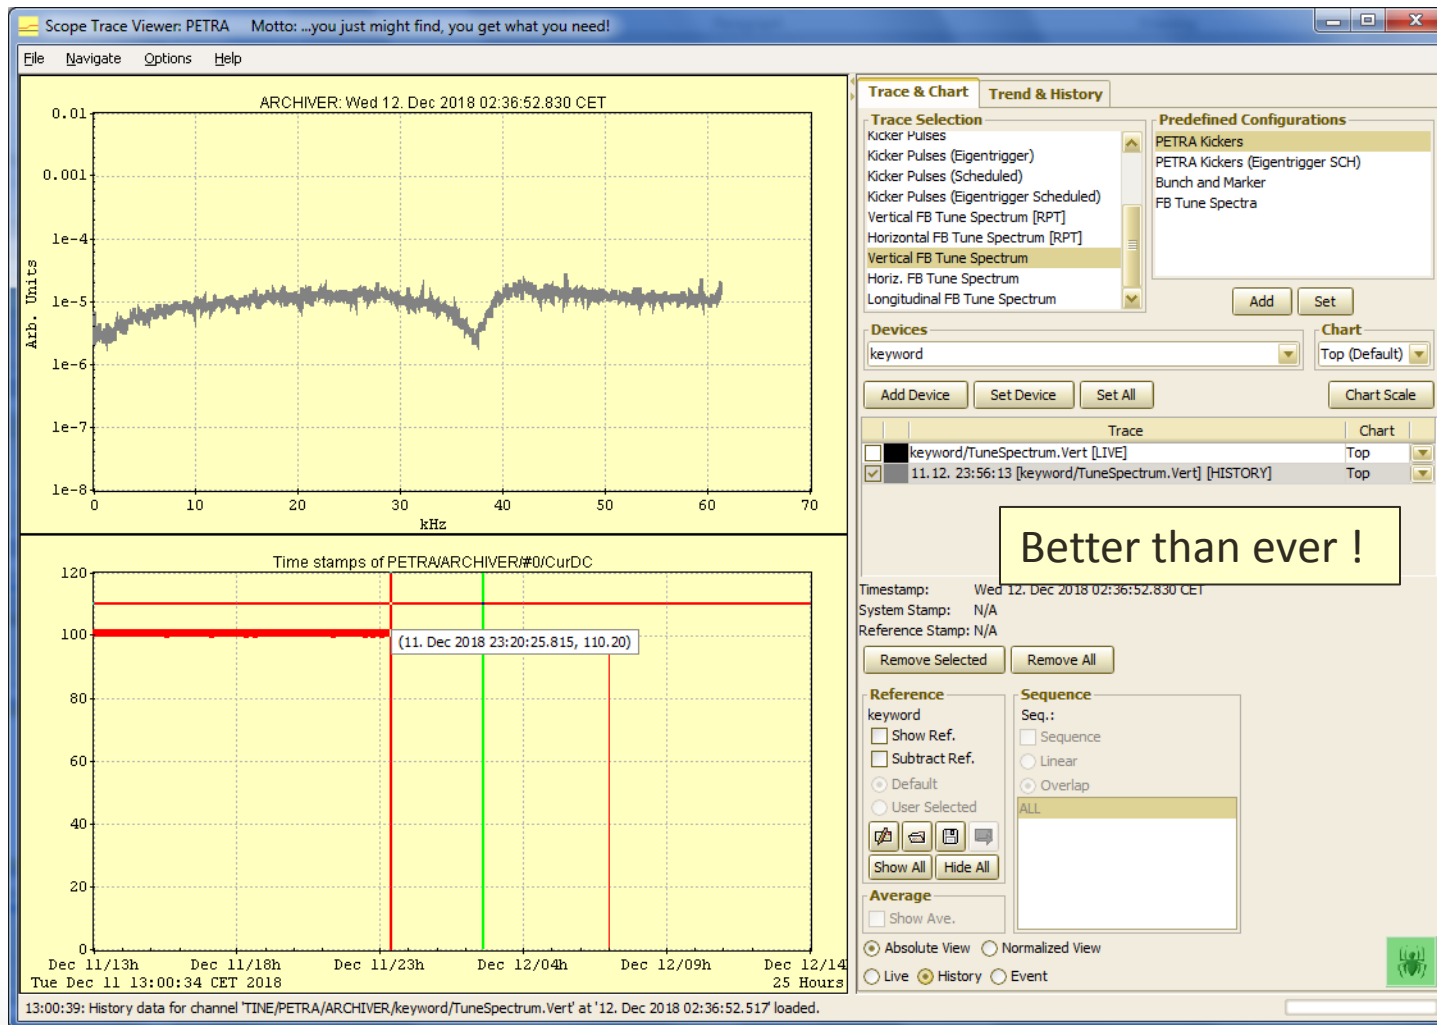 Scope Trace Viewer: PETRA Motto: ...you just might find, you get what you need!
File Navigate Options Help
ARCHIVER: Wed 12. Dec 2018 02:36:52.830 CET
0.01
0.001
1e-4
1e-5
1e-6
1e-7
1e-8
Arb. Units
0 10 20 30 40 50 60 70
kHz
Time stamps of PETRA/ARCHIVER/#0/CurDC
120
100
80
60
40
20
0
(11. Dec 2018 23:20:25.815, 110.20)
Dec 11/13h Dec 11/18h Dec 11/23h Dec 12/04h Dec 12/09h Dec 12/14
Tue Dec 11 13:00:34 CET 2018 25 Hours
Trace & Chart Trend & History
Trace Selection
Kicker Pulses
Kicker Pulses (Eigentrigger)
Kicker Pulses (Scheduled)
Kicker Pulses (Eigentrigger Scheduled)
Vertical FB Tune Spectrum [RPT]
Horizontal FB Tune Spectrum [RPT]
Vertical FB Tune Spectrum
Horiz. FB Tune Spectrum
Longitudinal FB Tune Spectrum
Predefined Configurations
PETRA Kickers
PETRA Kickers (Eigentrigger SCH)
Bunch and Marker
FB Tune Spectra
Add Set
Devices
keyword
Chart
Top (Default)
Add Device Set Device Set All Chart Scale
Trace Chart
keyword/TuneSpectrum.Vert [LIVE] Top
11.12. 23:56:13 [keyword/TuneSpectrum.Vert] [HISTORY] Top
Better than ever !
Timestamp: Wed 12. Dec 2018 02:36:52.830 CET
System Stamp: N/A
Reference Stamp: N/A
Remove Selected Remove All
Reference
keyword
Show Ref.
Subtract Ref.
Default
User Selected
Show All Hide All
Average
Show Ave.
Sequence
Seq.:
Sequence
Linear
Overlap
ALL
Absolute View Normalized View
Live History Event
13:00:39: History data for channel 'TINE/PETRA/ARCHIVER/keyword/TuneSpectrum.Vert' at '12. Dec 2018 02:36:52.517' loaded.